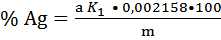 % Ag = a K₁ • 0,002158•100
m